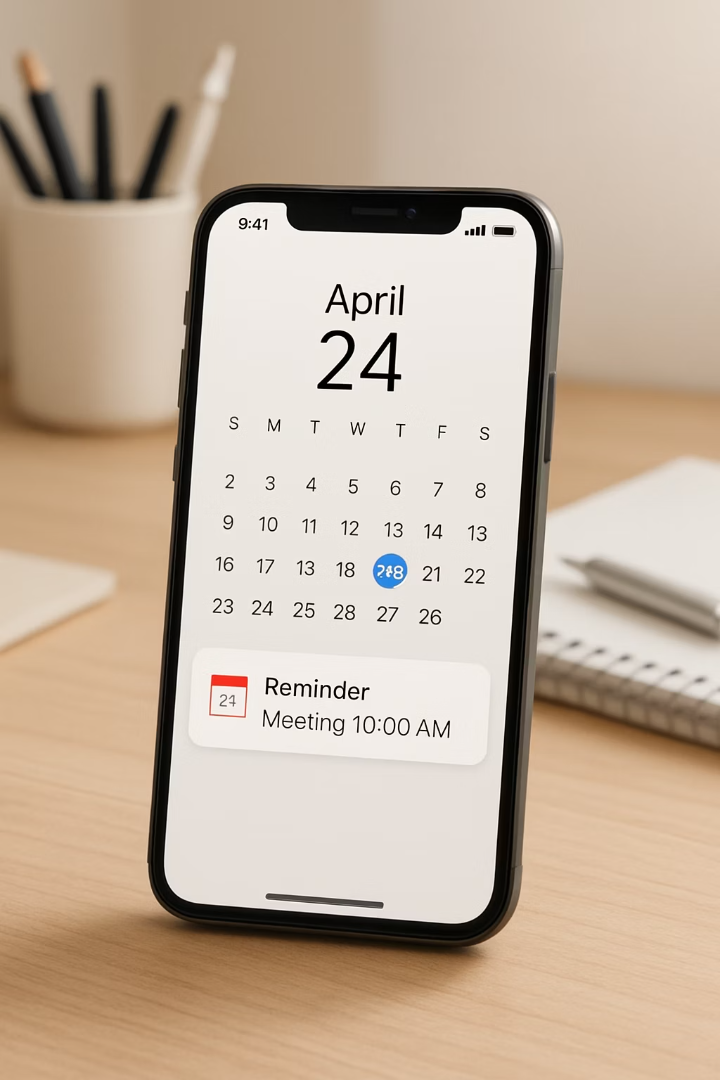 9:41
April
24
S M T W T F S
2 3 4 5 6 7 8
9 10 11 12 13 14 13
16 17 13 18 21 22
23 24 25 28 27 26
Reminder
Meeting 10:00 AM